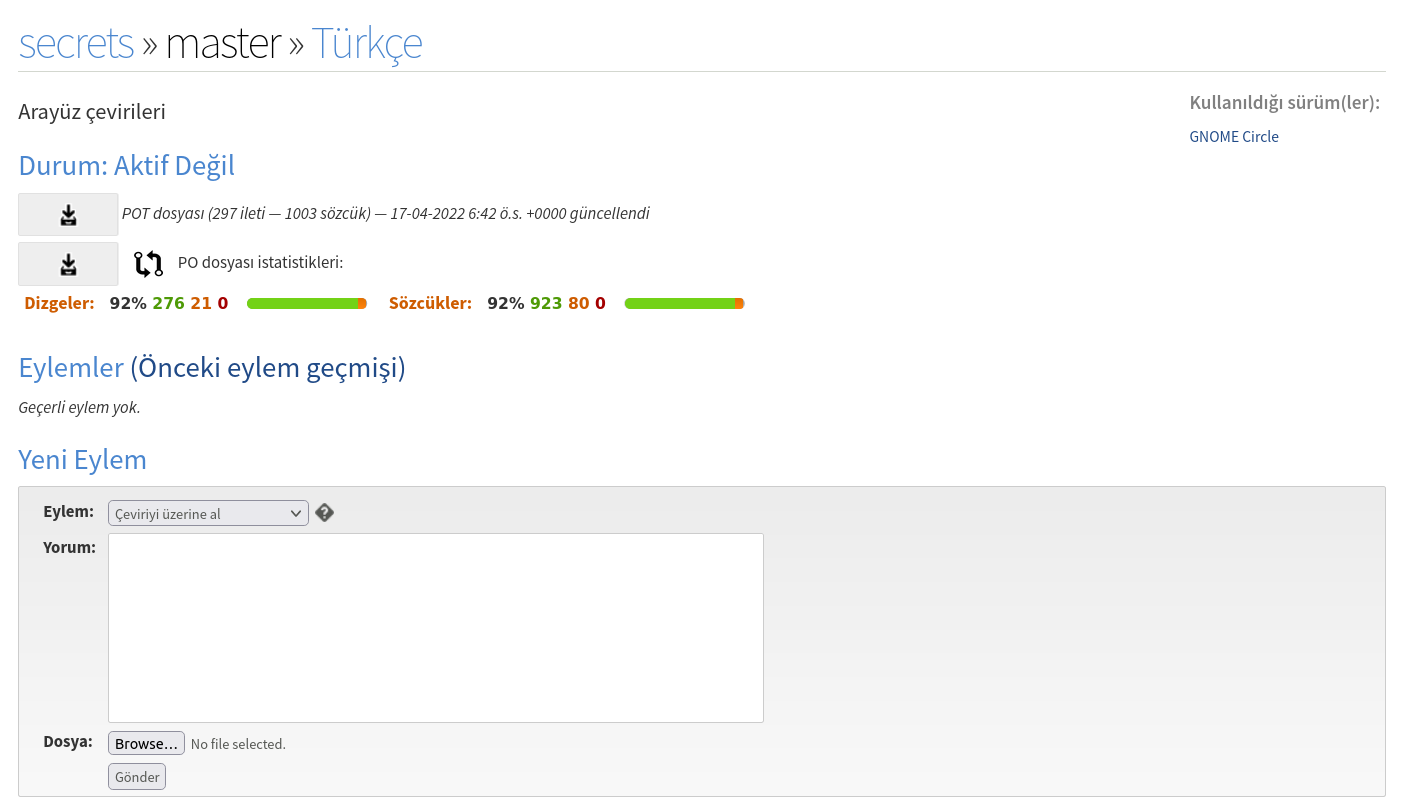 secrets » master » Türkçe
Kullanıldığı sürüm(ler):
GNOME Circle
Arayüz çevirileri
Durum: Aktif Değil
POT dosyası (297 ileti — 1003 sözcük) — 17-04-2022 6:42 ö.s. +0000 güncellendi
PO dosyası istatistikleri:
Dizgeler: 92% 276 21 0 Sözcükler: 92% 923 80 0
Eylemler (Önceki eylem geçmişi)
Geçerli eylem yok.
Yeni Eylem
Eylem: Çeviriyi üzerine al
Yorum:
Dosya: Browse… No file selected.
Gönder